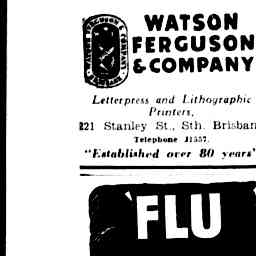 WATSON
FERGUSON
& COMPANY
Letterpress and Lithographic
Printers,
221 Stanley St., Sth. Brisban
Telephone J1557.
"Established over 80 years"
'FLU